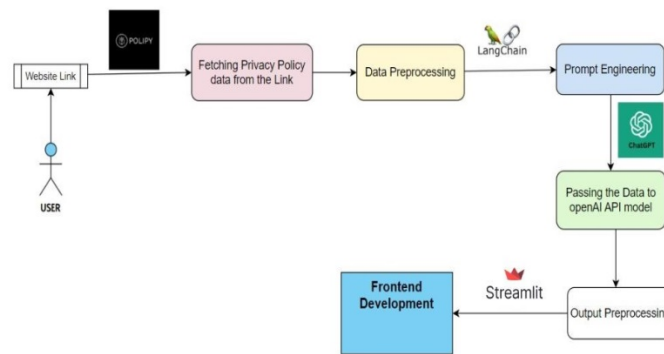 POLIPY
LangChain
Website Link
Fetching Privacy Policy
data from the Link
Data Preprocessing
Prompt Engineering
ChatGPT
USER
Passing the Data to
openAI API model
Frontend
Development
Streamlit
Output Preprocessin